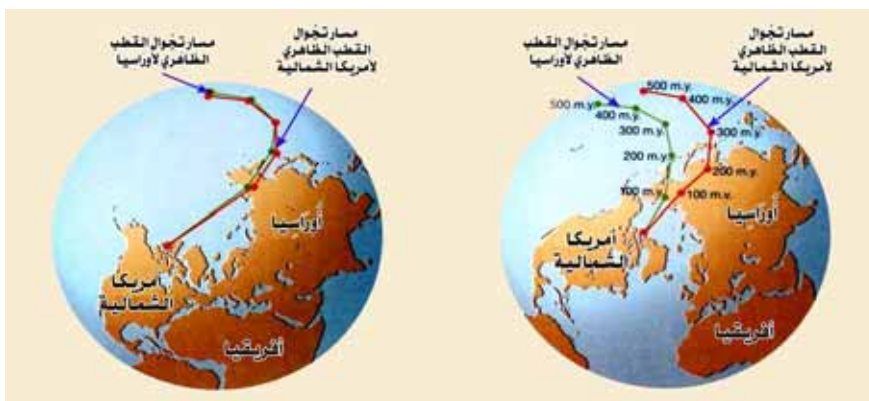 مسار تجوال
القطب
الظاهري
لأمريكا الشمالية
مسار تجوال القطب
الظاهري لأوراسيا
500 m.y.
400 m.y.
300 m.y.
200 m.y.
100 m.y.
500 m.y
400 m.y.
300 m.y.
200 m.y
100 m.y.
أوراسيا
أمريكا
الشمالية
أفريقيا
مسار تجوال
القطب
الظاهري
لأمريكا الشمالية
مسار تجوال القطب
الظاهري لأوراسيا
أوراسيا
أمريكا
الشمالية
أفريقيا